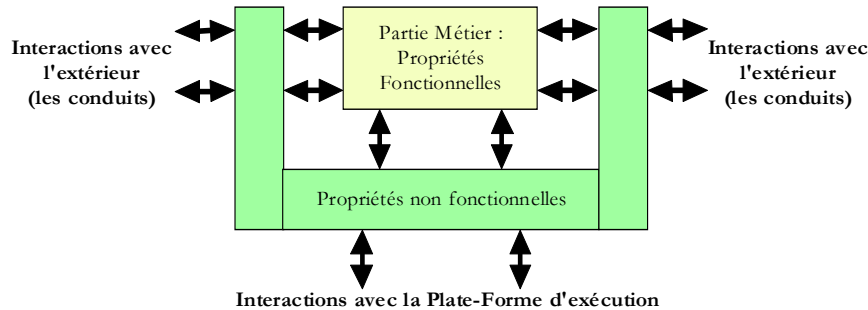 Interactions avec
l'extérieur
(les conduits)
Partie Métier :
Propriétés
Fonctionnelles
Interactions avec
l'extérieur
(les conduits)
Propriétés non fonctionnelles
Interactions avec la Plate-Forme d'exécution